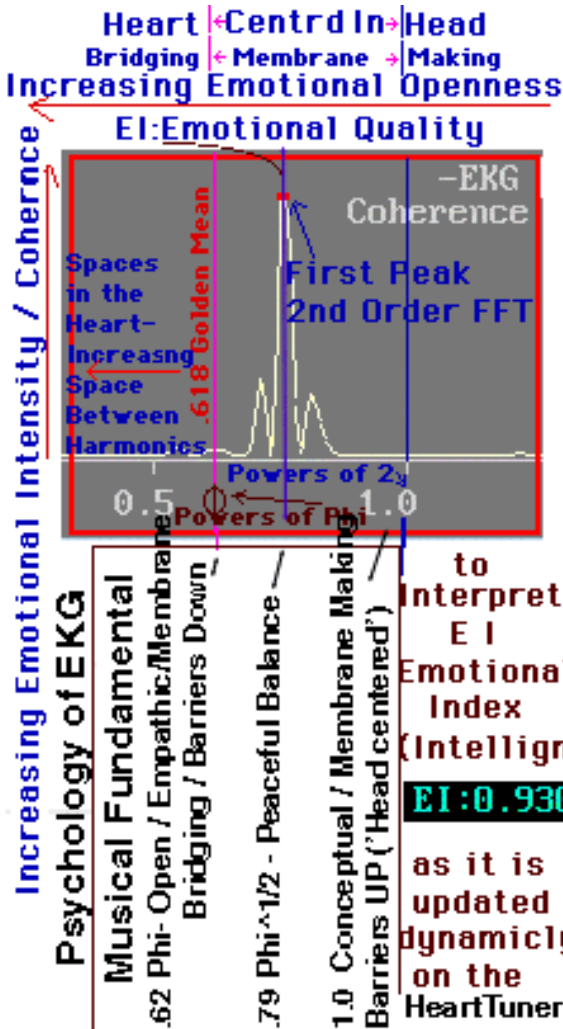 Heart ←Centrd In→ Head
Bridging ← Membrane → Making
Increasing Emotional Openness
EI:Emotional Quality
Increasing Emotional Intensity / Cohernce
-EKG
Coherence
.618 Golden Mean
First Peak
2nd Order FFT
Spaces
in the
Heart-
Increasng
Space
Between
Harmonics
Powers of 2
0.5
1.0
Powers of Phi
Psychology of EKG
Musical Fundamental
.62 Phi- Open / Empathic/Membrane
Bridging / Barriers Down
.79 Phi^1/2 - Peaceful Balance
1.0 Conceptual / Membrane Making
Barriers UP ('Head centered')
to
Interpret
E I
Emotional
Index
(Intellign
EI:0.930
as it is
updated
dynamicly
on the
HeartTuner